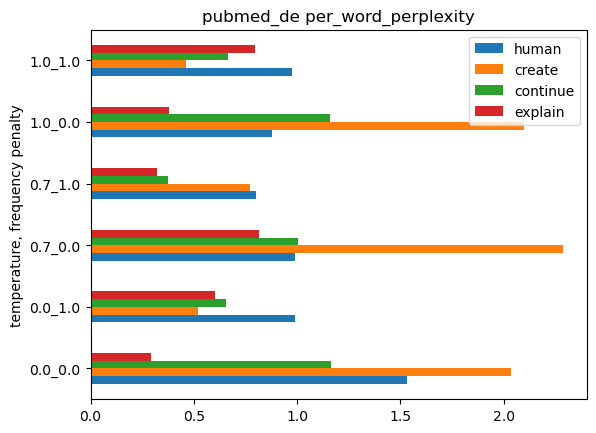 pubmed_de per_word_perplexity
human
create
continue
explain
temperature, frequency penalty
1.0_1.0
1.0_0.0
0.7_1.0
0.7_0.0
0.0_1.0
0.0_0.0
0.0 0.5 1.0 1.5 2.0